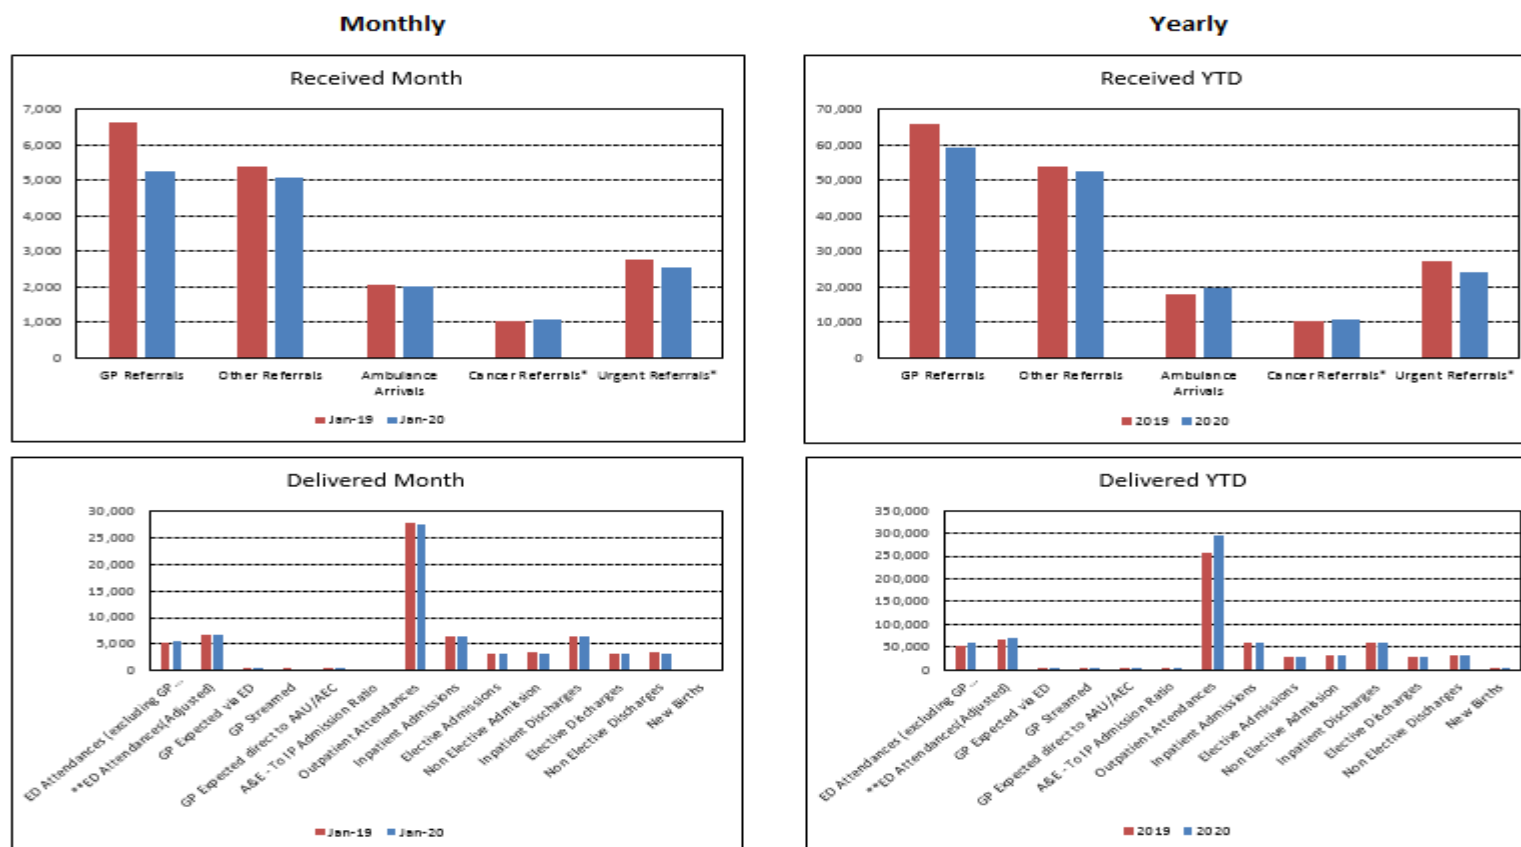 Monthly
Yearly
Received Month
7,000
6,000
5,000
4,000
3,000
2,000
1,000
0
GP Referrals
Other Referrals
Ambulance
Arrivals
Cancer Referrals*
Urgent Referrals*
Jan-19
Jan-20
Received YTD
70,000
60,000
50,000
40,000
30,000
20,000
10,000
0
GP Referrals
Other Referrals
Ambulance
Arrivals
Cancer Referrals*
Urgent Referrals*
2019
2020
Delivered Month
30,000
25,000
20,000
15,000
10,000
5,000
0
ED Attendances (excluding GP ...
**ED Attendances(Adjusted)
GP Expected via ED
GP Streamed
GP Expected direct to AAU/AEC
A&E - To IP Admission Ratio
Outpatient Attendances
Inpatient Admissions
Elective Admissions
Non Elective Admission
Inpatient Discharges
Elective Discharges
Non Elective Discharges
New Births
Jan-19
Jan-20
Delivered YTD
350,000
300,000
250,000
200,000
150,000
100,000
50,000
0
ED Attendances (excluding GP ...
**ED Attendances(Adjusted)
GP Expected via ED
GP Streamed
GP Expected direct to AAU/AEC
A&E - To IP Admission Ratio
Outpatient Attendances
Inpatient Admissions
Elective Admissions
Non Elective Admission
Inpatient Discharges
Elective Discharges
Non Elective Discharges
New Births
2019
2020